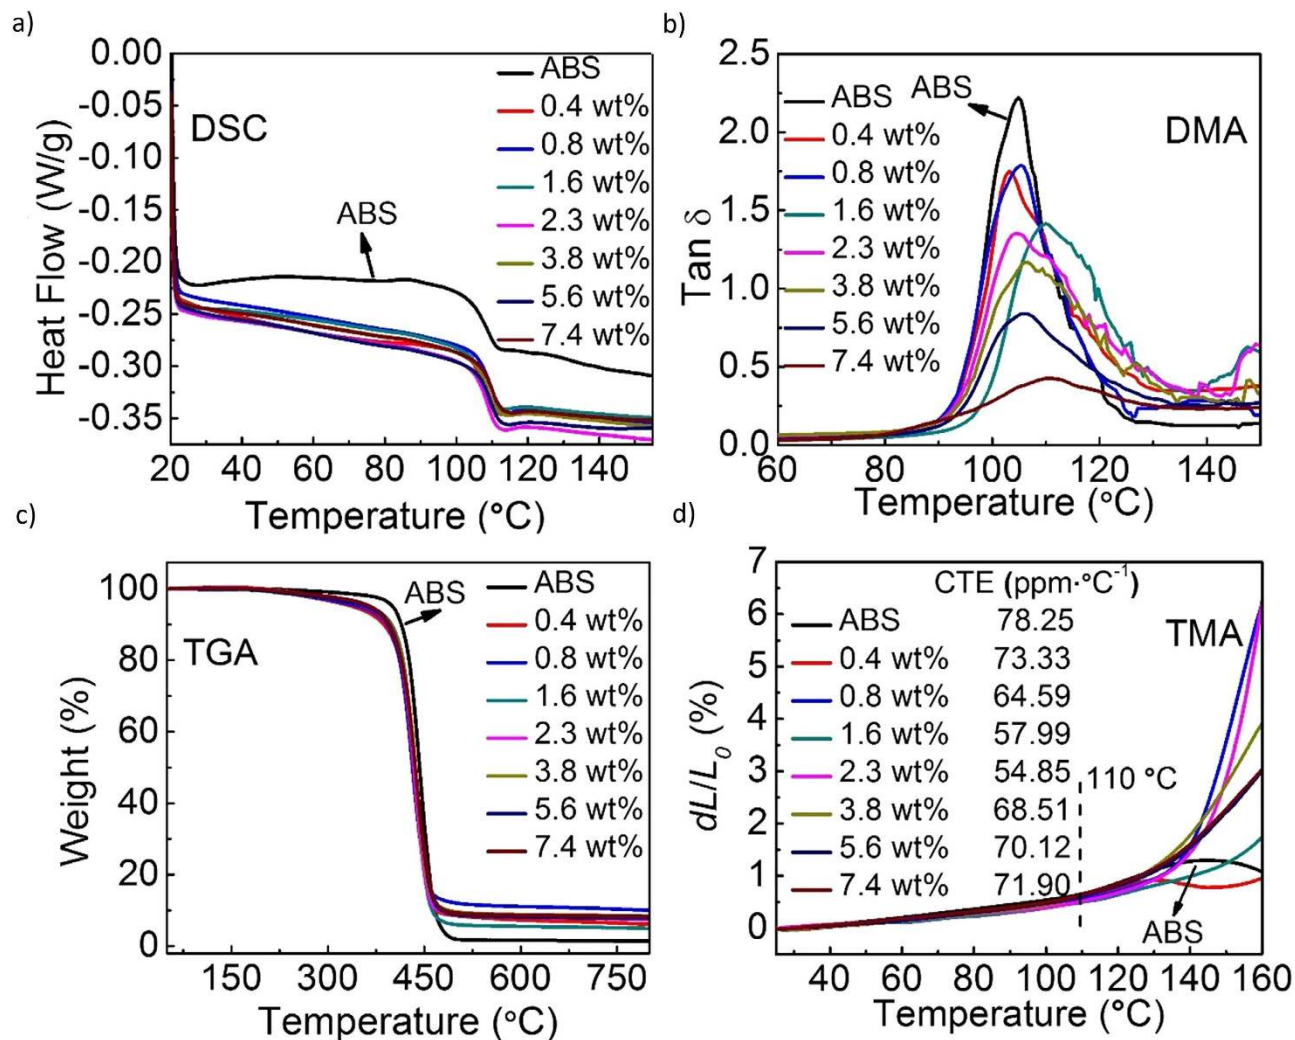 a)
0.00
-0.05
-0.10
-0.15
-0.20
-0.25
-0.30
-0.35
Heat Flow (W/g)
DSC
ABS
ABS
0.4 wt%
0.8 wt%
1.6 wt%
2.3 wt%
3.8 wt%
5.6 wt%
7.4 wt%
20 40 60 80 100 120 140
Temperature (°C)
b)
2.5
2.0
1.5
1.0
0.5
0.0
Tan δ
ABS
ABS
DMA
0.4 wt%
0.8 wt%
1.6 wt%
2.3 wt%
3.8 wt%
5.6 wt%
7.4 wt%
60 80 100 120 140
Temperature (°C)
c)
100
80
60
40
20
0
Weight (%)
TGA
ABS
ABS
0.4 wt%
0.8 wt%
1.6 wt%
2.3 wt%
3.8 wt%
5.6 wt%
7.4 wt%
150 300 450 600 750
Temperature (°C)
d)
7
6
5
4
3
2
1
0
dL/L0 (%)
CTE (ppm·°C-1)
TMA
ABS 78.25
0.4 wt% 73.33
0.8 wt% 64.59
1.6 wt% 57.99
2.3 wt% 54.85
3.8 wt% 68.51
5.6 wt% 70.12
7.4 wt% 71.90
110 °C
ABS
40 60 80 100 120 140 160
Temperature (°C)